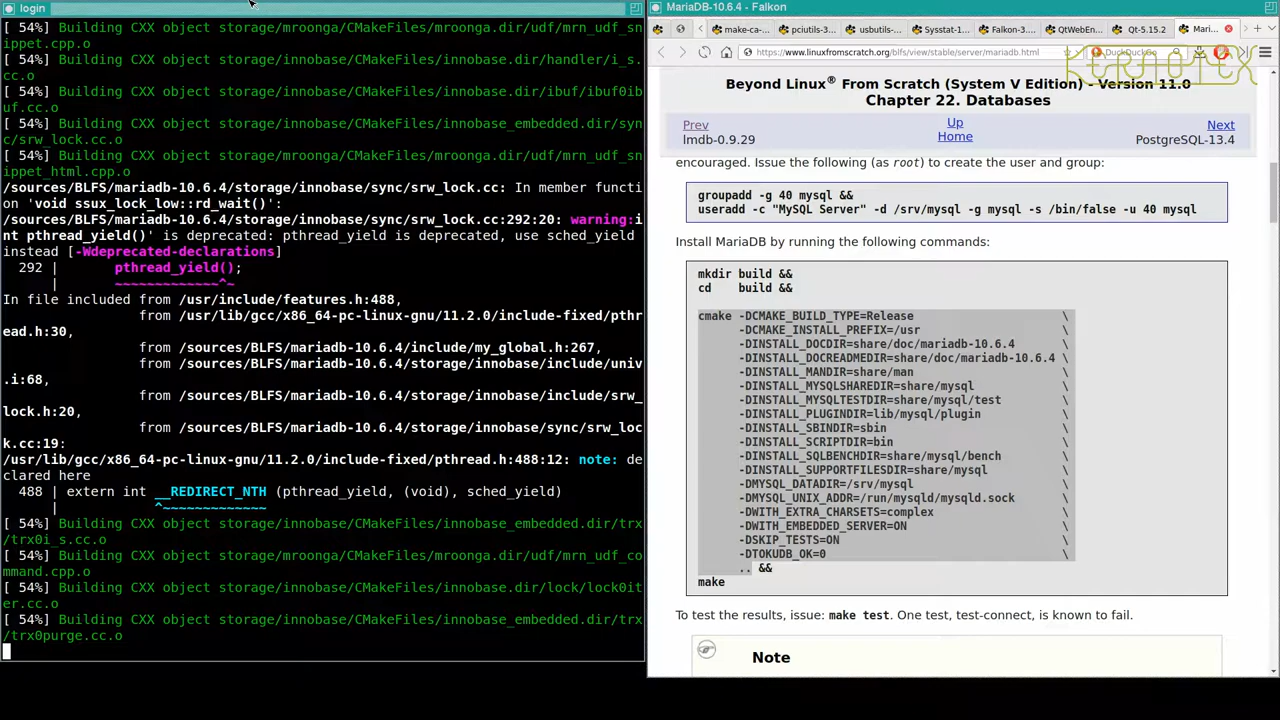 login
[ 54%] Building CXX object storage/mroonga/CMakeFiles/mroonga.dir/udf/mrn_udf_sn
ippet.cpp.o
[ 54%] Building CXX object storage/innobase/CMakeFiles/innobase.dir/handler/i_s.
cc.o
[ 54%] Building CXX object storage/innobase/CMakeFiles/innobase.dir/ibuf/ibuf0ib
uf.cc.o
[ 54%] Building CXX object storage/innobase/CMakeFiles/innobase_embedded.dir/syn
c/srw_lock.cc.o
[ 54%] Building CXX object storage/mroonga/CMakeFiles/mroonga.dir/udf/mrn_udf_sn
ippet_html.cpp.o
/sources/BLFS/mariadb-10.6.4/storage/innobase/sync/srw_lock.cc: In member functi
on 'void ssux_lock_low::rd_wait()':
/sources/BLFS/mariadb-10.6.4/storage/innobase/sync/srw_lock.cc:292:20: warning:i
nt pthread_yield()' is deprecated: pthread_yield is deprecated, use sched_yield
instead [-Wdeprecated-declarations]
292 | pthread_yield();
| ~~~~~~~~~~~~~^~
In file included from /usr/include/features.h:488,
from /usr/lib/gcc/x86_64-pc-linux-gnu/11.2.0/include-fixed/pthr
ead.h:30,
from /sources/BLFS/mariadb-10.6.4/include/my_global.h:267,
from /sources/BLFS/mariadb-10.6.4/storage/innobase/include/univ
.i:68,
from /sources/BLFS/mariadb-10.6.4/storage/innobase/include/srw_
lock.h:20,
from /sources/BLFS/mariadb-10.6.4/storage/innobase/sync/srw_loc
k.cc:19:
/usr/lib/gcc/x86_64-pc-linux-gnu/11.2.0/include-fixed/pthread.h:488:12: note: de
clared here
488 | extern int __REDIRECT_NTH (pthread_yield, (void), sched_yield)
| ^~~~~~~~~~~~~~
[ 54%] Building CXX object storage/innobase/CMakeFiles/innobase_embedded.dir/trx
/trx0i_s.cc.o
[ 54%] Building CXX object storage/mroonga/CMakeFiles/mroonga.dir/udf/mrn_udf_co
mmand.cpp.o
[ 54%] Building CXX object storage/innobase/CMakeFiles/innobase.dir/lock/lock0it
er.cc.o
[ 54%] Building CXX object storage/innobase/CMakeFiles/innobase_embedded.dir/trx
/trx0purge.cc.o
MariaDB-10.6.4 - Falkon
make-ca-... pciutils-3... usbutils-... Sysstat-1... Falkon-3... QtWebEn... Qt-5.15.2 Mari...
https://www.linuxfromscratch.org/blfs/view/stable/server/mariadb.html DuckDuckGo
KERNOTEX
Beyond Linux® From Scratch (System V Edition) - Version 11.0
Chapter 22. Databases
Prev Up Next
lmdb-0.9.29 Home PostgreSQL-13.4
encouraged. Issue the following (as root) to create the user and group:
groupadd -g 40 mysql &&
useradd -c "MySQL Server" -d /srv/mysql -g mysql -s /bin/false -u 40 mysql
Install MariaDB by running the following commands:
mkdir build &&
cd build &&
cmake -DCMAKE_BUILD_TYPE=Release \
-DCMAKE_INSTALL_PREFIX=/usr \
-DINSTALL_DOCDIR=share/doc/mariadb-10.6.4 \
-DINSTALL_DOCREADMEDIR=share/doc/mariadb-10.6.4 \
-DINSTALL_MANDIR=share/man \
-DINSTALL_MYSQLSHAREDIR=share/mysql \
-DINSTALL_MYSQLTESTDIR=share/mysql/test \
-DINSTALL_PLUGINDIR=lib/mysql/plugin \
-DINSTALL_SBINDIR=sbin \
-DINSTALL_SCRIPTDIR=bin \
-DINSTALL_SQLBENCHDIR=share/mysql/bench \
-DINSTALL_SUPPORTFILESDIR=share/mysql \
-DMYSQL_DATADIR=/srv/mysql \
-DMYSQL_UNIX_ADDR=/run/mysqld/mysqld.sock \
-DWITH_EXTRA_CHARSETS=complex \
-DWITH_EMBEDDED_SERVER=ON \
-DSKIP_TESTS=ON \
-DTOKUDB_OK=0 \
.. &&
make
To test the results, issue: make test. One test, test-connect, is known to fail.
Note